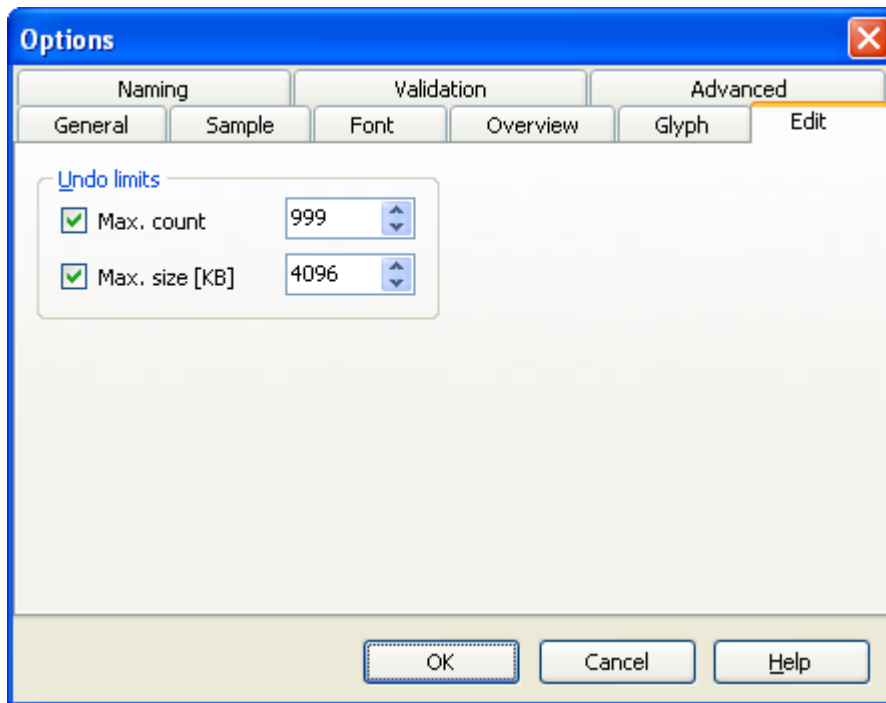 Options
Naming Validation Advanced
General Sample Font Overview Glyph Edit
Undo limits
Max. count 999
Max. size [KB] 4096
OK Cancel Help